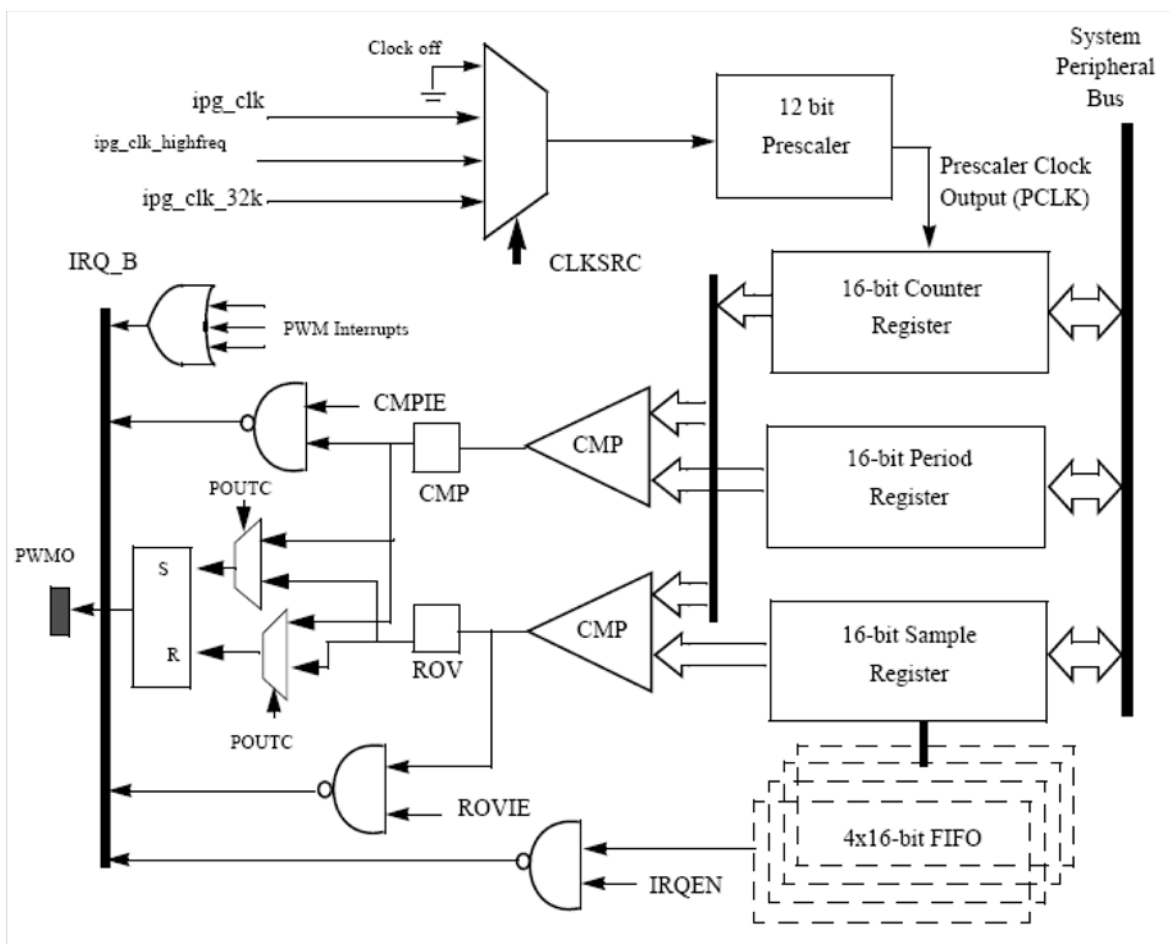 Clock off
ipg_clk
ipg_clk_highfreq
ipg_clk_32k
CLKSRC
12 bit
Prescaler
System
Peripheral
Bus
Prescaler Clock
Output (PCLK)
IRQ_B
PWM Interrupts
16-bit Counter
Register
CMPIE
CMP
CMP
16-bit Period
Register
POUTC
PWMO
S
R
POUTC
ROV
CMP
16-bit Sample
Register
ROVIE
4x16-bit FIFO
IRQEN